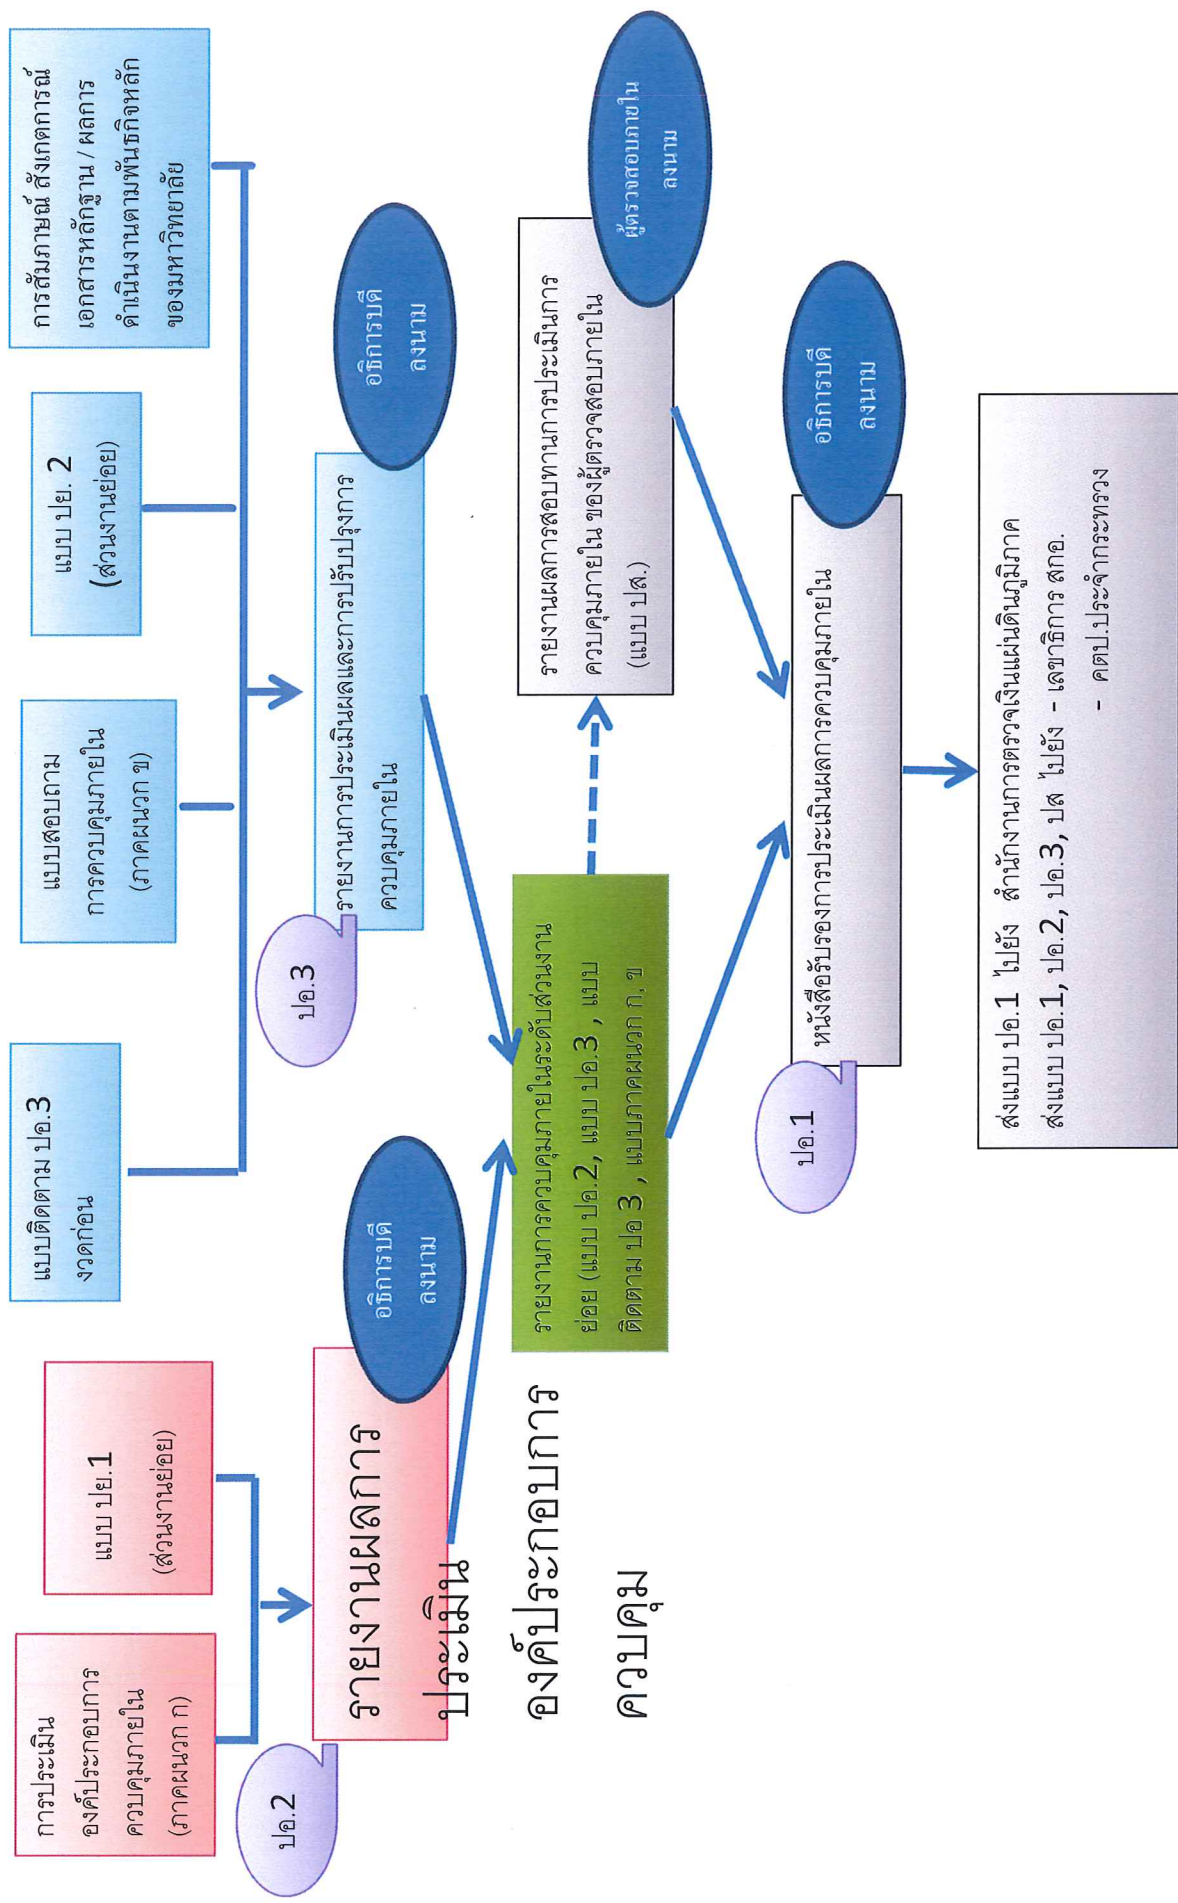 การประเมิน
องค์ประกอบการ
ควบคุมภายใน
(ภาคผนวก ก)
แบบ ปย.1
(ส่วนงานย่อย)
แบบติดตาม ปอ.3
งวดก่อน
แบบสอบถาม
การควบคุมภายใน
(ภาคผนวก ข)
แบบ ปย. 2
(ส่วนงานย่อย)
การสัมภาษณ์ สังเกตการณ์
เอกสารหลักฐาน / ผลการ
ดำเนินงานตามพันธกิจหลัก
ของมหาวิทยาลัย
ปอ.2
รายงานผลการ
ประเมิน
องค์ประกอบการ
ควบคุม
อธิการบดี
ลงนาม
ปอ.3
รายงานการประเมินผลและการปรับปรุงการ
ควบคุมภายใน
อธิการบดี
ลงนาม
รายงานการควบคุมภายในระดับส่วนงาน
ย่อย (แบบ ปอ.2, แบบ ปอ.3 , แบบ
ติดตาม ปอ 3 , แบบภาคผนวก ก, ข
รายงานผลการสอบทานการประเมินการ
ควบคุมภายใน ของผู้ตรวจสอบภายใน
(แบบ ปส.)
ผู้ตรวจสอบภายใน
ลงนาม
ปอ.1
หนังสือรับรองการประเมินผลการควบคุมภายใน
อธิการบดี
ลงนาม
ส่งแบบ ปอ.1 ไปยัง สำนักงานการตรวจเงินแผ่นดินภูมิภาค
ส่งแบบ ปอ.1, ปอ.2, ปอ.3, ปส ไปยัง - เลขาธิการ สกอ.
- คตป.ประจำกระทรวง